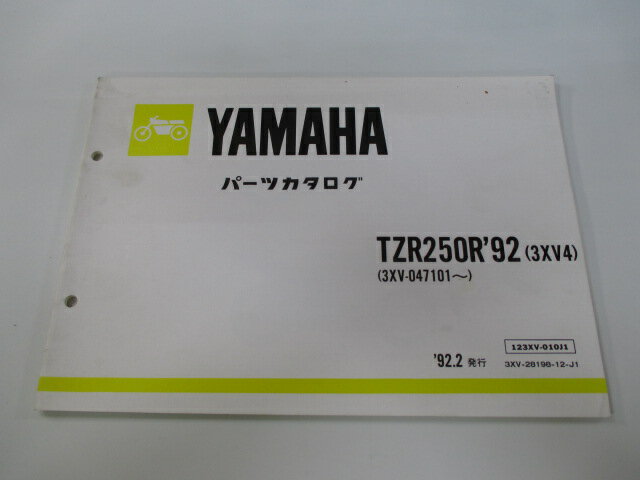 YAMAHA
パーツカタログ
TZR250R'92 (3XV4)
(3XV-047101〜)
123XV-010J1
'92.2 発行
3XV-28198-12-J1